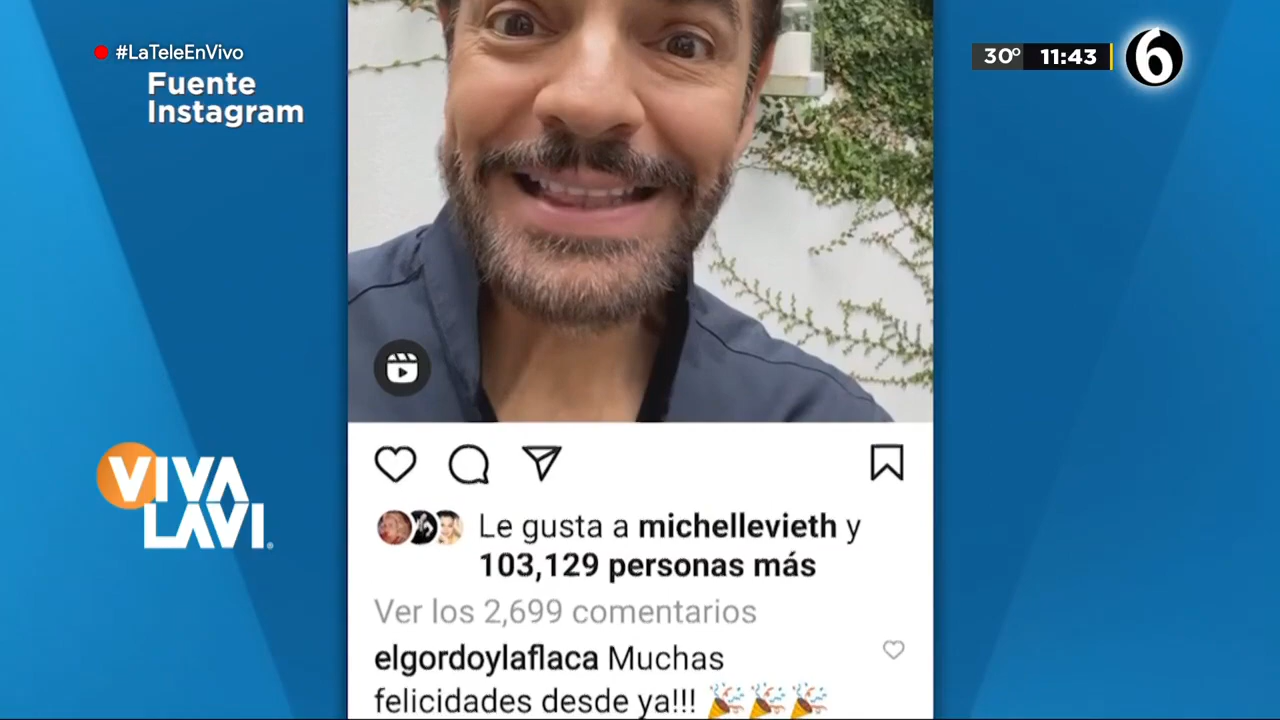 #LaTeleEnVivo
Fuente
Instagram
30° 11:43 6
VIVA
LAVI®
Le gusta a michellevieth y
103,129 personas más
Ver los 2,699 comentarios
elgordoylaflaca Muchas
felicidades desde ya!!! 🎉🎉🎉